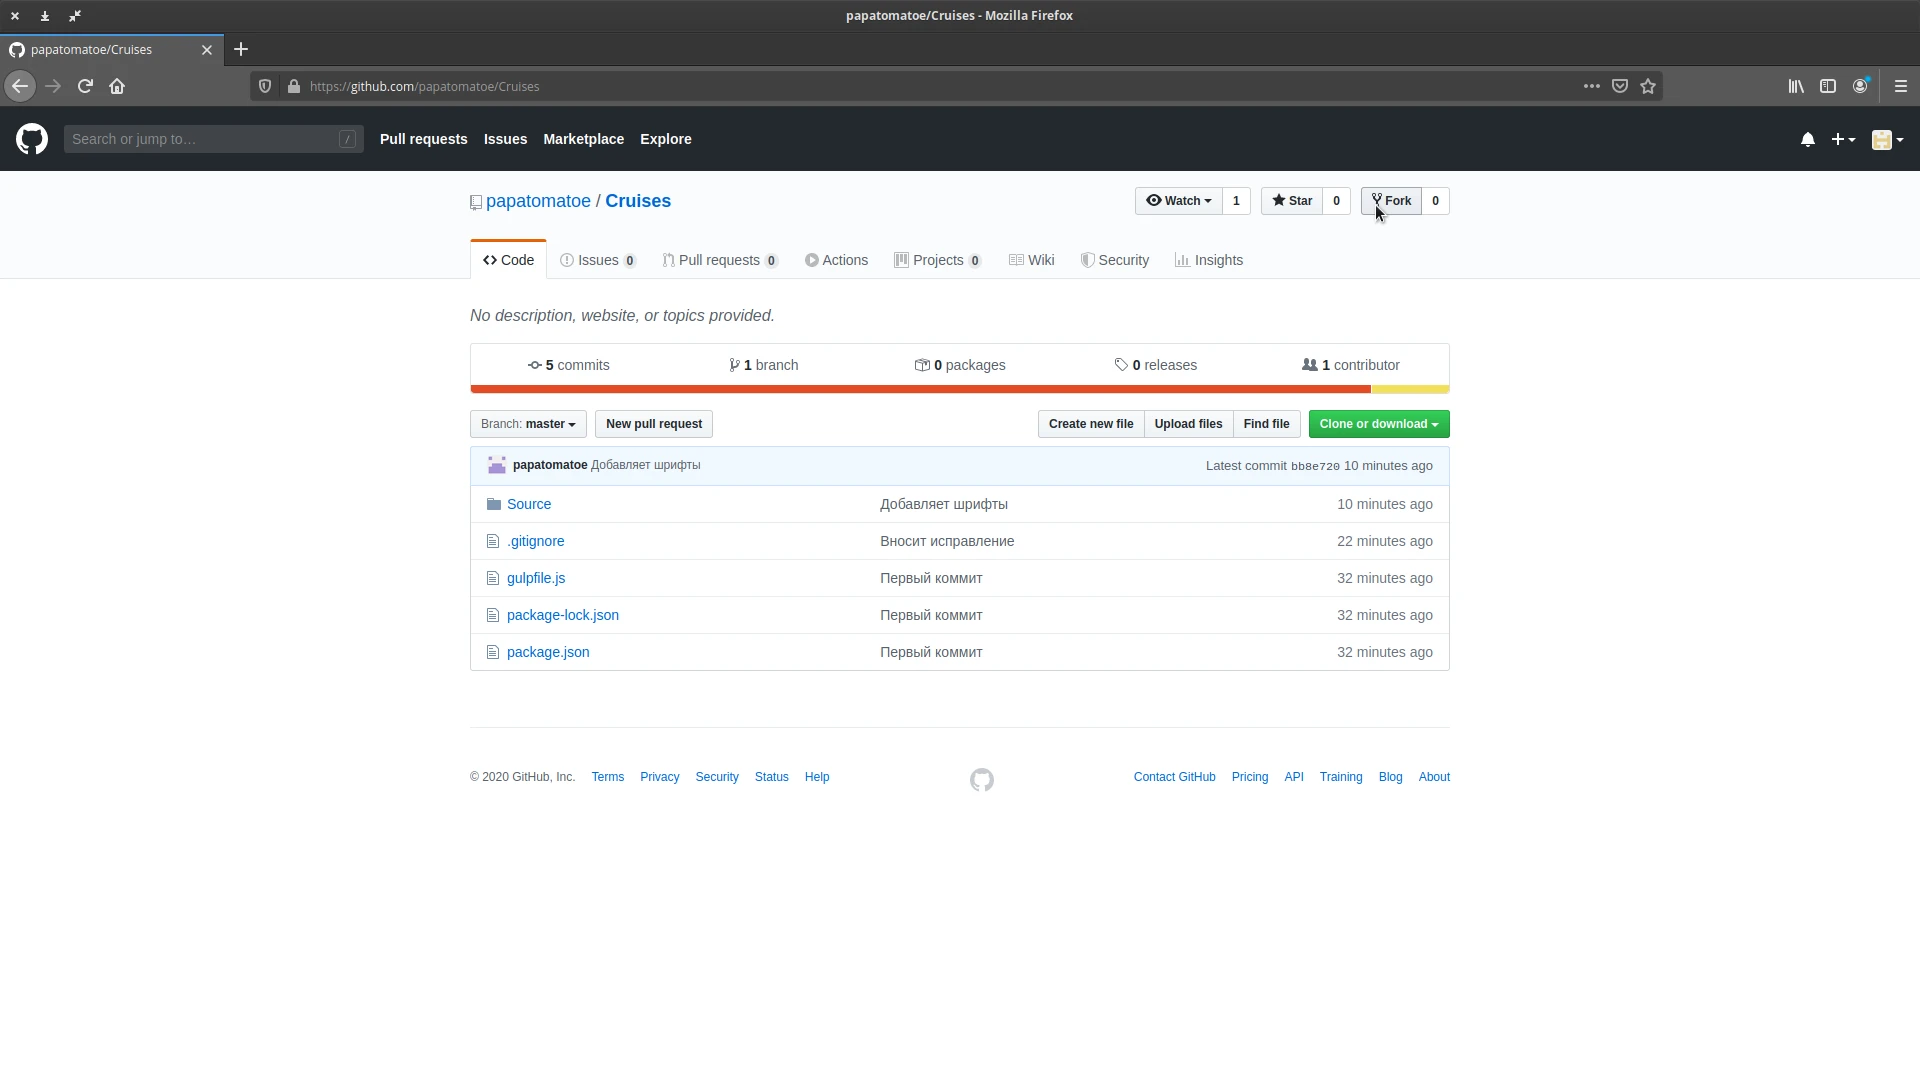 papatomatoe/Cruises - Mozilla Firefox
papatomatoe/Cruises
https://github.com/papatomatoe/Cruises
Search or jump to… / Pull requests Issues Marketplace Explore
papatomatoe / Cruises Watch 1 Star 0 Fork 0
Code Issues 0 Pull requests 0 Actions Projects 0 Wiki Security Insights
No description, website, or topics provided.
5 commits 1 branch 0 packages 0 releases 1 contributor
Branch: master New pull request Create new file Upload files Find file Clone or download
papatomatoe Добавляет шрифты Latest commit bb8e720 10 minutes ago
Source Добавляет шрифты 10 minutes ago
.gitignore Вносит исправление 22 minutes ago
gulpfile.js Первый коммит 32 minutes ago
package-lock.json Первый коммит 32 minutes ago
package.json Первый коммит 32 minutes ago
© 2020 GitHub, Inc. Terms Privacy Security Status Help Contact GitHub Pricing API Training Blog About